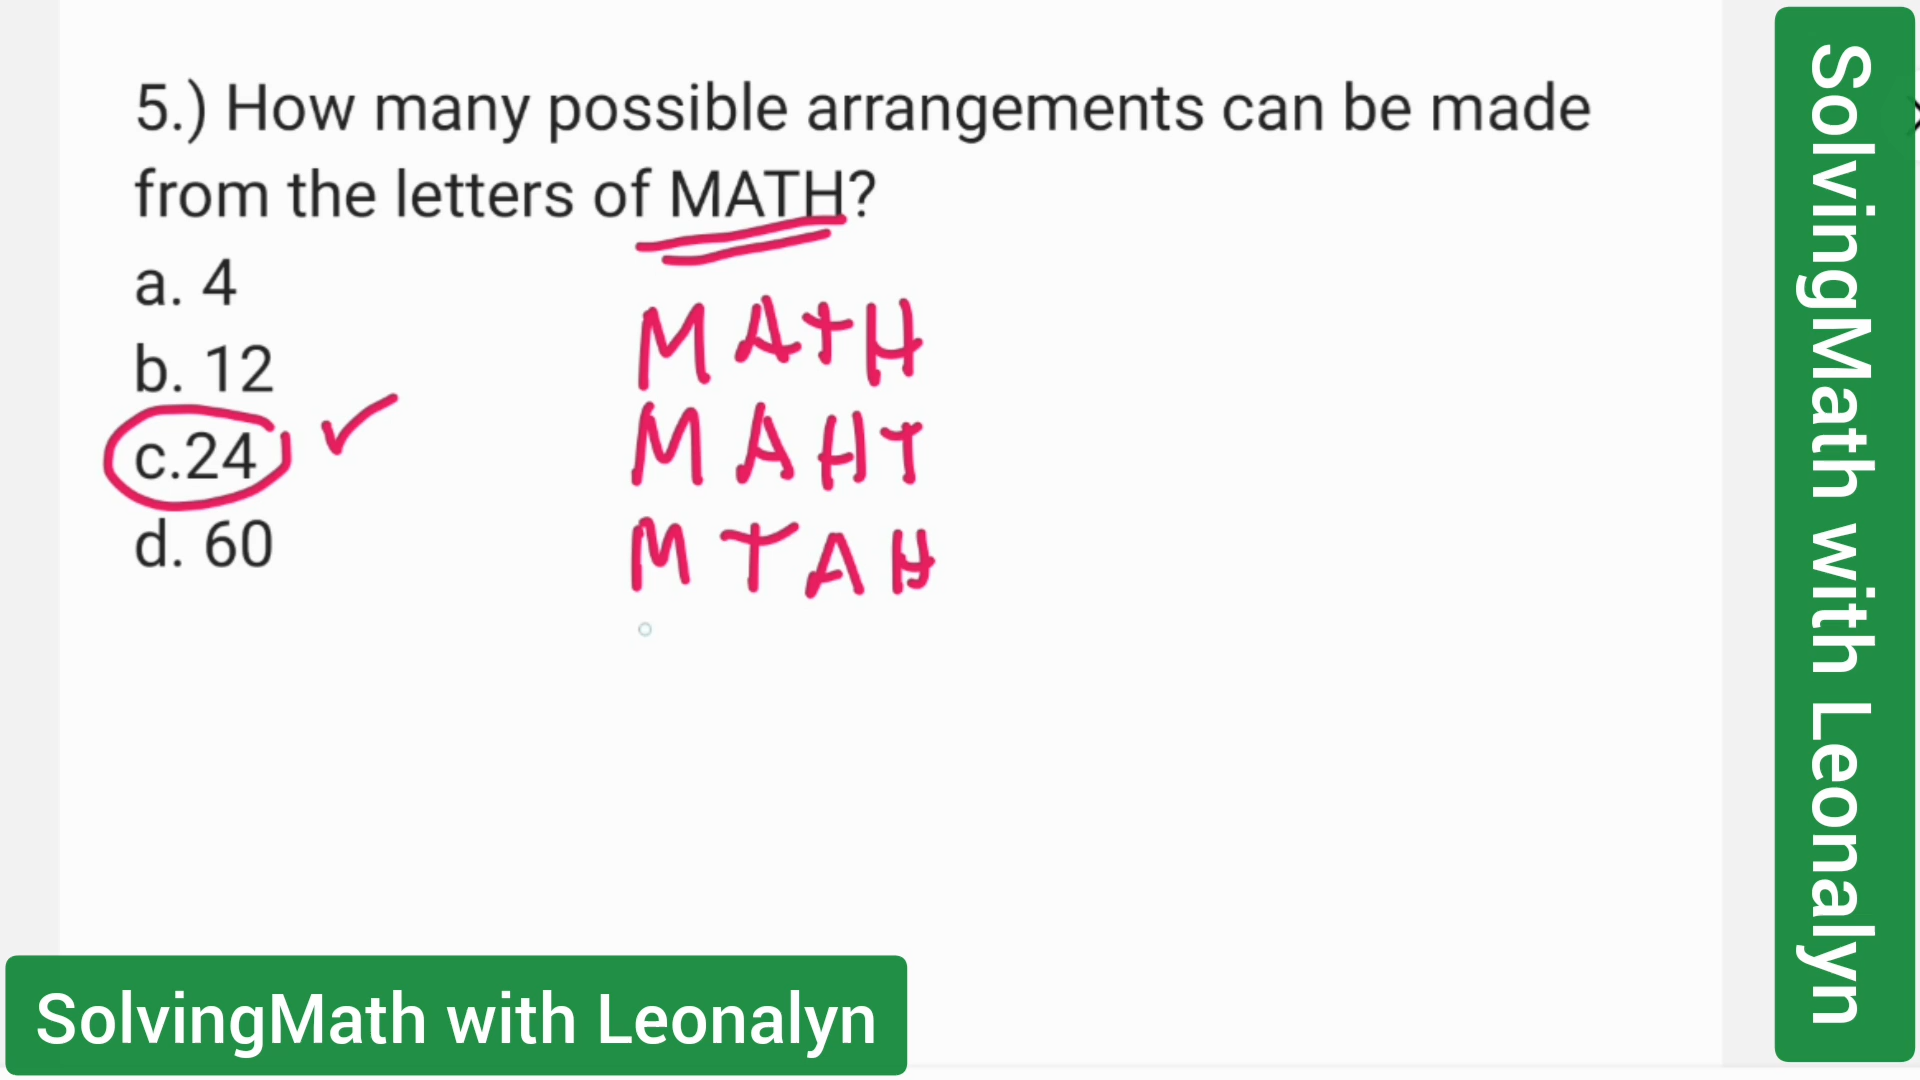 5.) How many possible arrangements can be made
from the letters of MATH?
a. 4
b. 12
c.24
d. 60
MATH
MAHT
MTAH
SolvingMath with Leonalyn
SolvingMath with Leonalyn